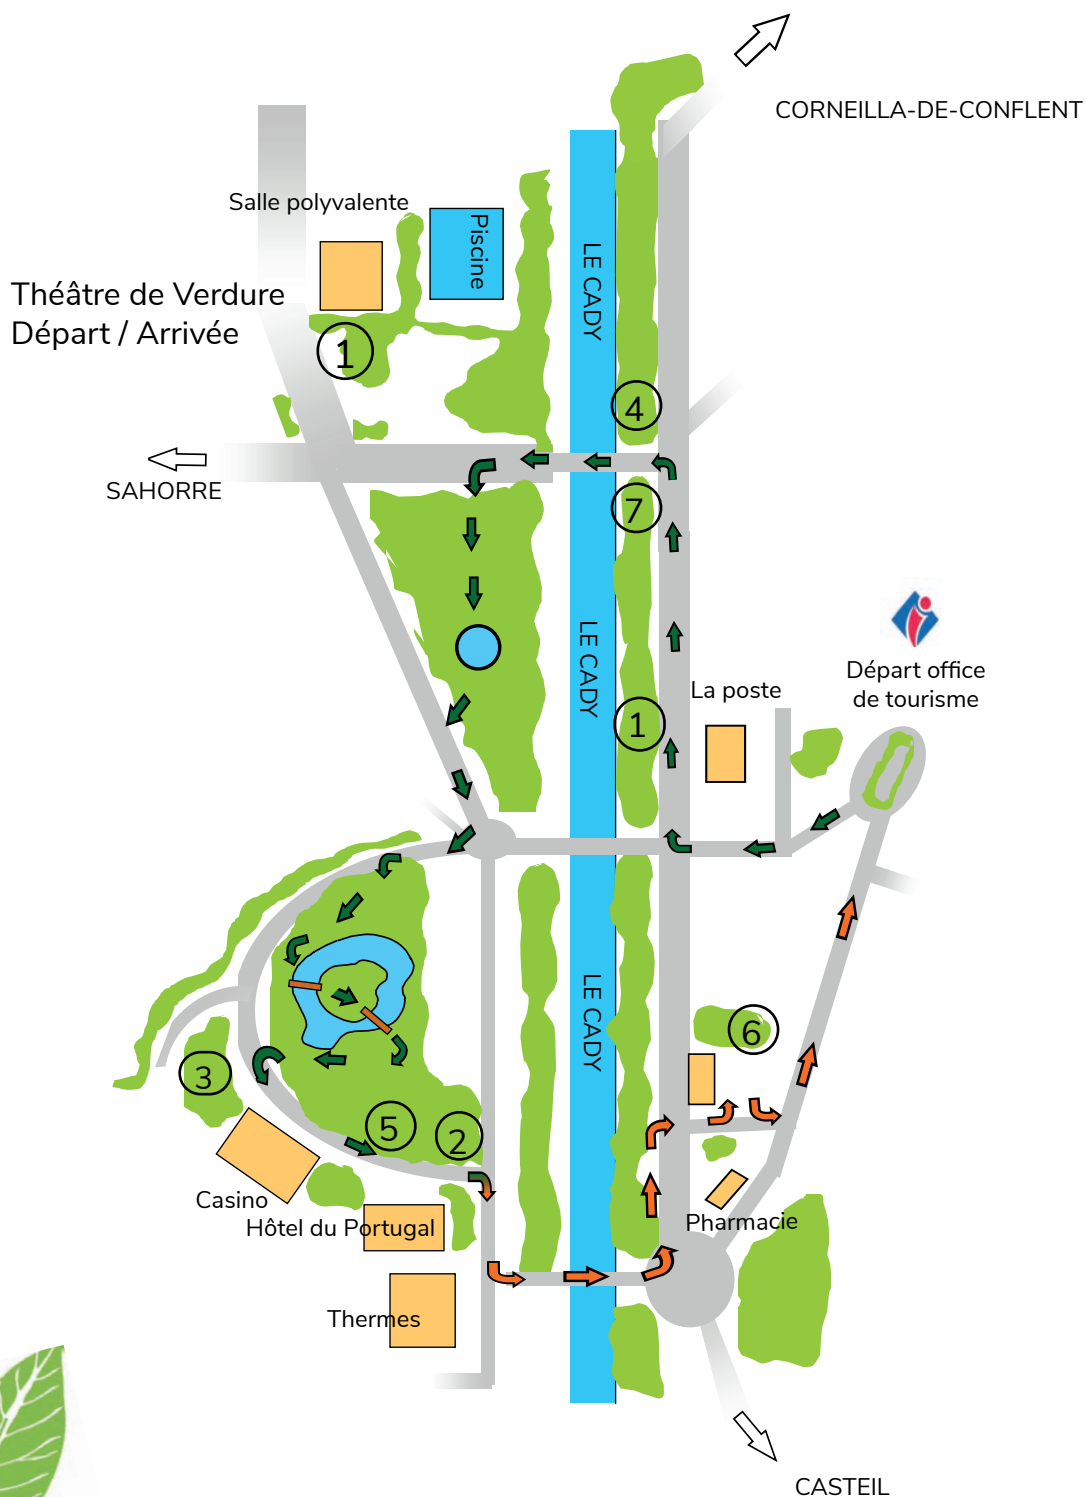 CORNEILLA-DE-CONFLENT
Salle polyvalente
Piscine
LE CADY
Théâtre de Verdure
Départ / Arrivée
1
4
SAHORRE
7
LE CADY
Départ office
de tourisme
La poste
1
LE CADY
6
3
5
2
Casino
Hôtel du Portugal
Pharmacie
Thermes
CASTEIL